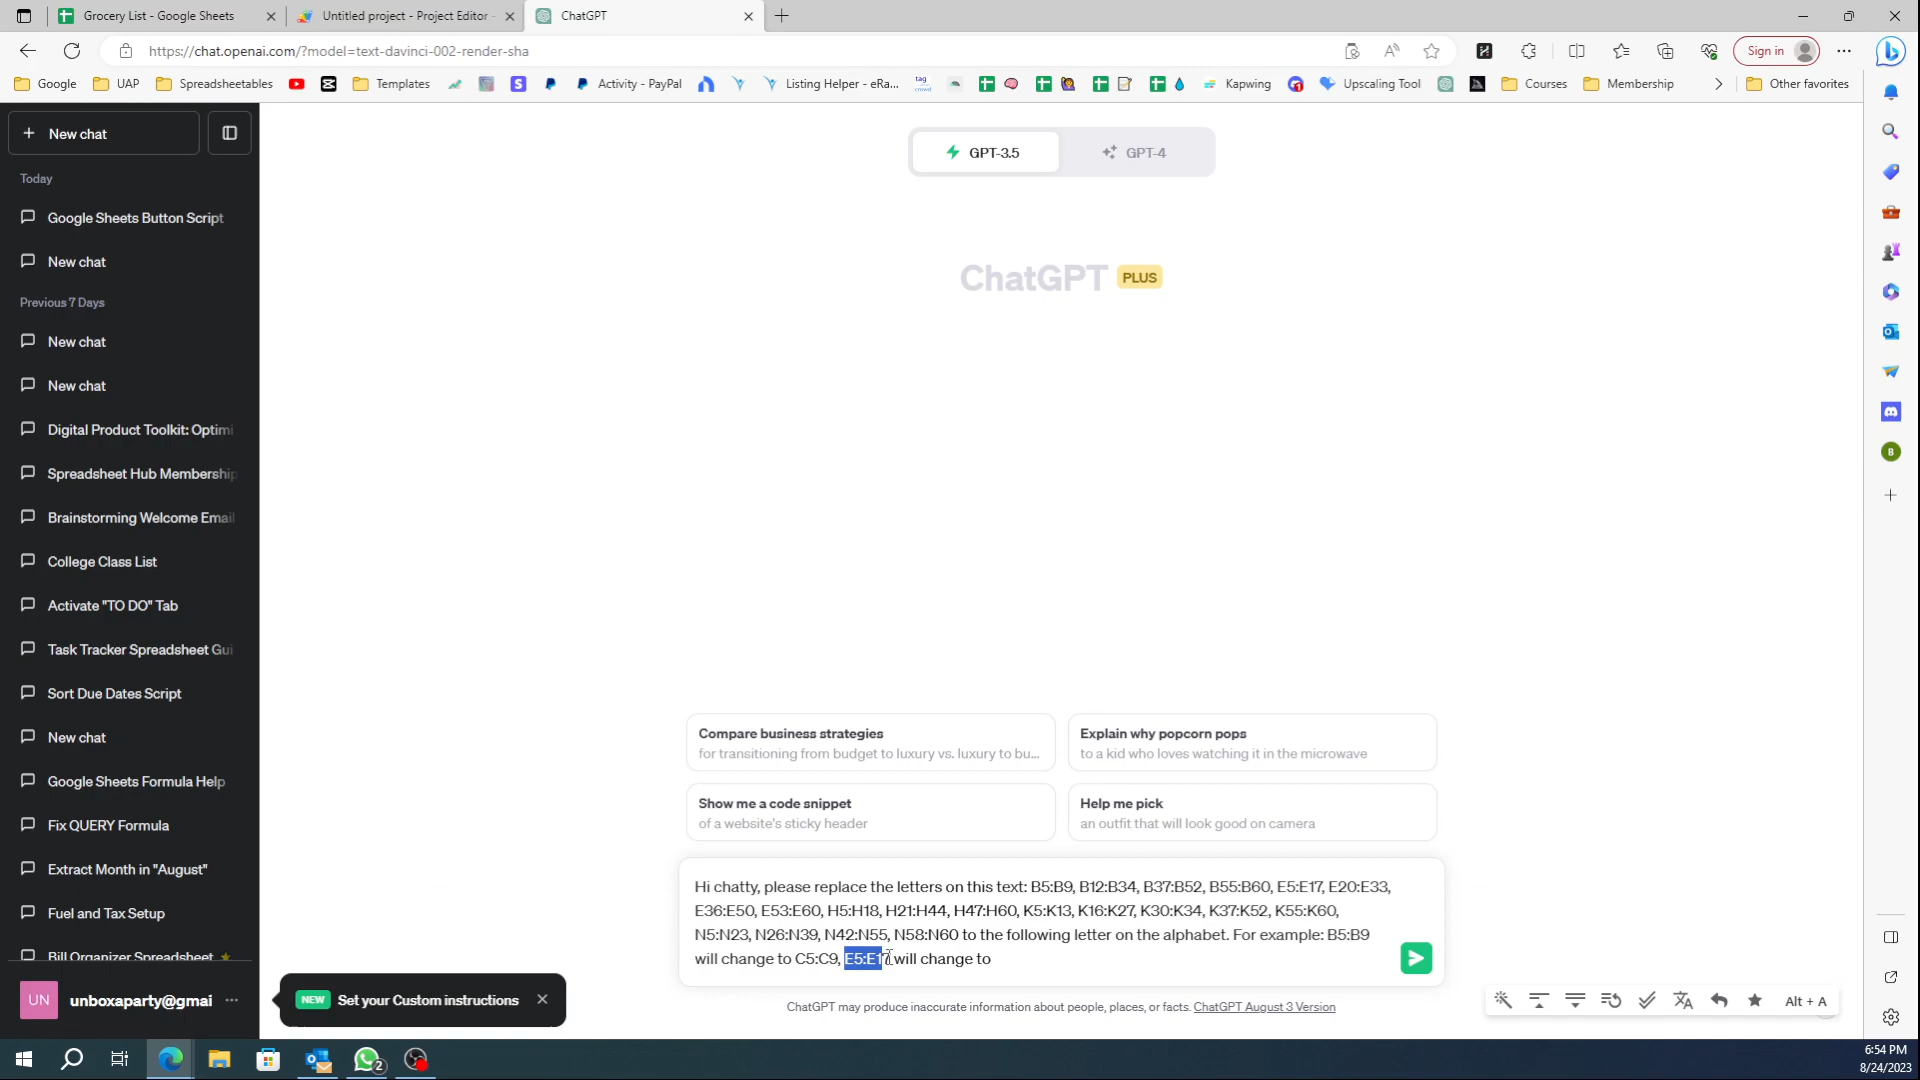 Grocery List - Google Sheets
Untitled project - Project Editor -
ChatGPT
https://chat.openai.com/?model=text-davinci-002-render-sha
Sign in
Google
UAP
Spreadsheetables
Templates
Activity - PayPal
Listing Helper - eRa...
Kapwing
Upscaling Tool
Courses
Membership
Other favorites
New chat
Today
Google Sheets Button Script
New chat
Previous 7 Days
New chat
New chat
Digital Product Toolkit: Optimi
Spreadsheet Hub Membership
Brainstorming Welcome Email
College Class List
Activate "TO DO" Tab
Task Tracker Spreadsheet Gui
Sort Due Dates Script
New chat
Google Sheets Formula Help
Fix QUERY Formula
Extract Month in "August"
Fuel and Tax Setup
Bill Organizer Spreadsheet
UN
unboxaparty@gmai
NEW Set your Custom instructions
GPT-3.5
GPT-4
ChatGPT PLUS
Compare business strategies
for transitioning from budget to luxury vs. luxury to bu...
Explain why popcorn pops
to a kid who loves watching it in the microwave
Show me a code snippet
of a website's sticky header
Help me pick
an outfit that will look good on camera
Hi chatty, please replace the letters on this text: B5:B9, B12:B34, B37:B52, B55:B60, E5:E17, E20:E33,
E36:E50, E53:E60, H5:H18, H21:H44, H47:H60, K5:K13, K16:K27, K30:K34, K37:K52, K55:K60,
N5:N23, N26:N39, N42:N55, N58:N60 to the following letter on the alphabet. For example: B5:B9
will change to C5:C9, E5:E17 will change to
ChatGPT may produce inaccurate information about people, places, or facts. ChatGPT August 3 Version
Alt + A
B
2
6:54 PM
8/24/2023